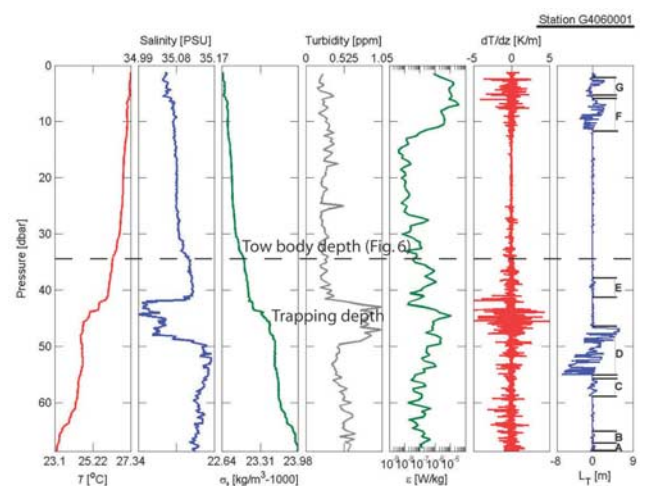 Station G4060001
Salinity [PSU] Turbidity [ppm] dT/dz [K/m]
34.99 35.08 35.17 0 0.525 1.05 -5 0 5
0
10
20
30
40
50
60
Pressure [dbar]
Tow body depth (Fig.6)
Trapping depth
G
F
E
D
C
B
A
23.1 25.22 27.34 22.64 23.31 23.98 -8 0 8
T [°C] σt [kg/m³-1000] ε [W/kg] LT [m]